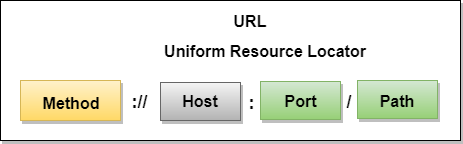 URL
Uniform Resource Locator
Method :// Host : Port / Path